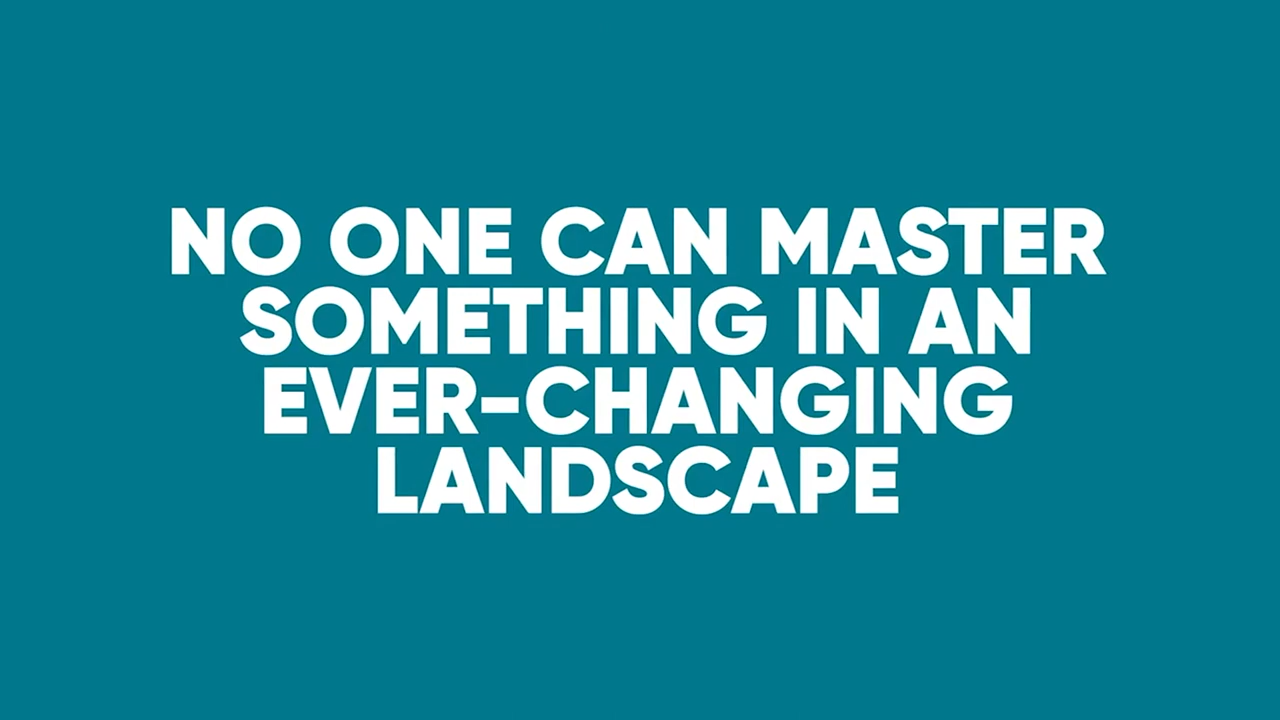 NO ONE CAN MASTER
SOMETHING IN AN
EVER-CHANGING
LANDSCAPE